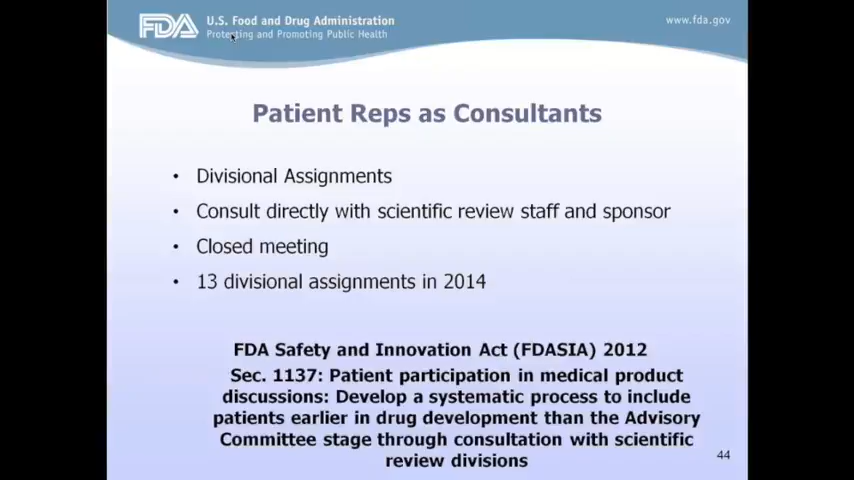 FDA U.S. Food and Drug Administration
Protecting and Promoting Public Health
www.fda.gov
Patient Reps as Consultants
• Divisional Assignments
• Consult directly with scientific review staff and sponsor
• Closed meeting
• 13 divisional assignments in 2014
FDA Safety and Innovation Act (FDASIA) 2012
Sec. 1137: Patient participation in medical product
discussions: Develop a systematic process to include
patients earlier in drug development than the Advisory
Committee stage through consultation with scientific
review divisions
44